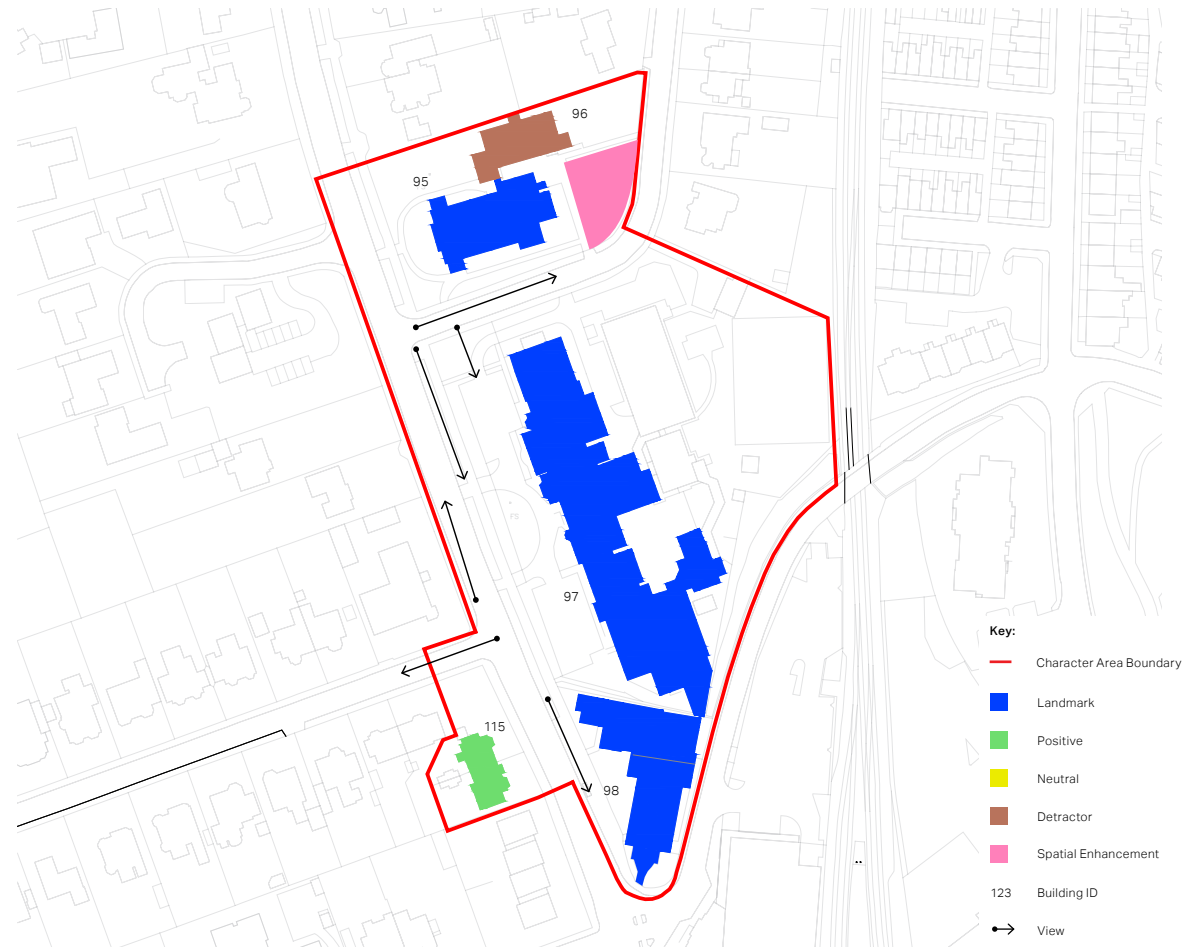 96
95
FS
97
115
98
Key:
Character Area Boundary
Landmark
Positive
Neutral
Detractor
Spatial Enhancement
123 Building ID
View